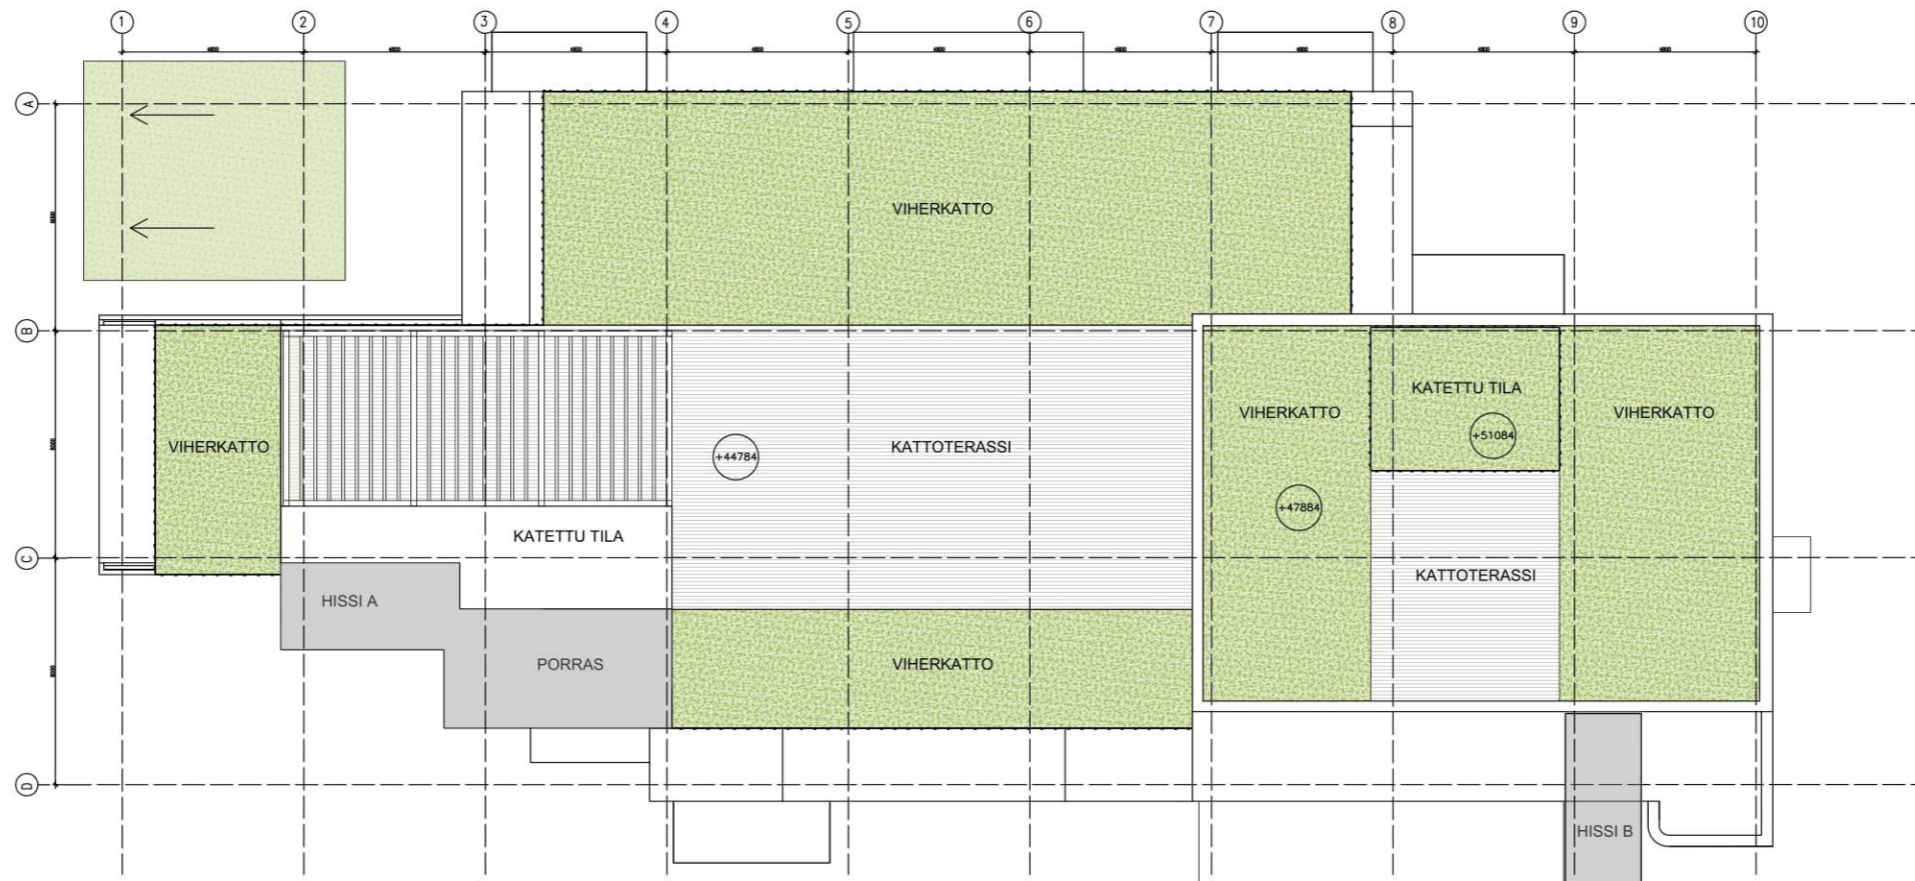 1 2 3 4 5 6 7 8 9 10
A
VIHERKATTO
B
KATETTU TILA
VIHERKATTO
VIHERKATTO
VIHERKATTO
KATTOTERASSI
+51084
+44784
+47884
KATETTU TILA
C
KATTOTERASSI
HISSI A
PORRAS
VIHERKATTO
D
HISSI B